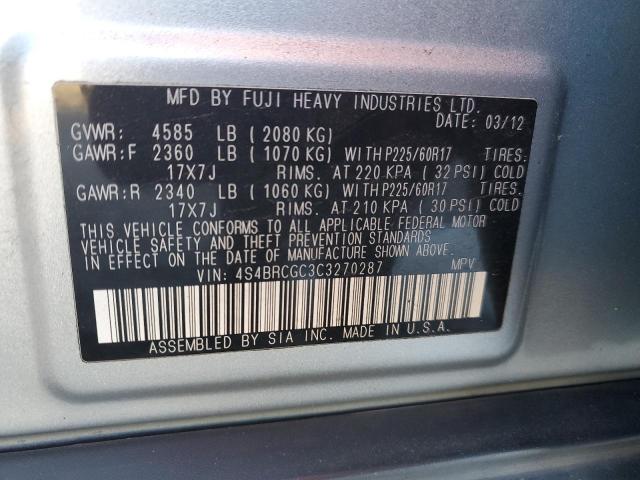 MFD BY FUJI HEAVY INDUSTRIES LTD.
DATE: 03/12
GVWR: 4585 LB ( 2080 KG)
GAWR:F 2360 LB ( 1070 KG) WITH P225/60R17 TIRES.
17X7J RIMS. AT 220 KPA ( 32 PSI) COLD
GAWR:R 2340 LB ( 1060 KG) WITH P225/60R17 TIRES.
17X7J RIMS. AT 210 KPA ( 30 PSI) COLD
THIS VEHICLE CONFORMS TO ALL APPLICABLE FEDERAL MOTOR
VEHICLE SAFETY AND THEFT PREVENTION STANDARDS
IN EFFECT ON THE DATE OF MANUFACTURE SHOWN ABOVE.
VIN: 4S4BRCGC3C3270287 MPV
ASSEMBLED BY SIA INC. MADE IN U.S.A.